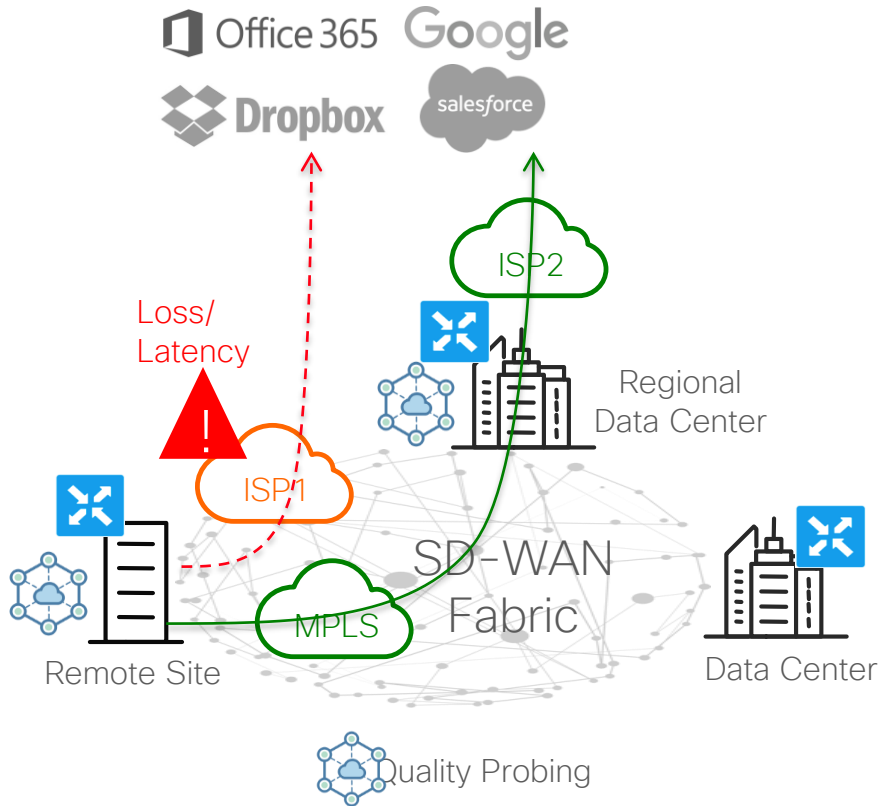 Office 365 Google
Dropbox salesforce
ISP2
Loss/
Latency
!
Regional
Data Center
ISP1
SD-WAN
Fabric
MPLS
Remote Site
Data Center
Quality Probing